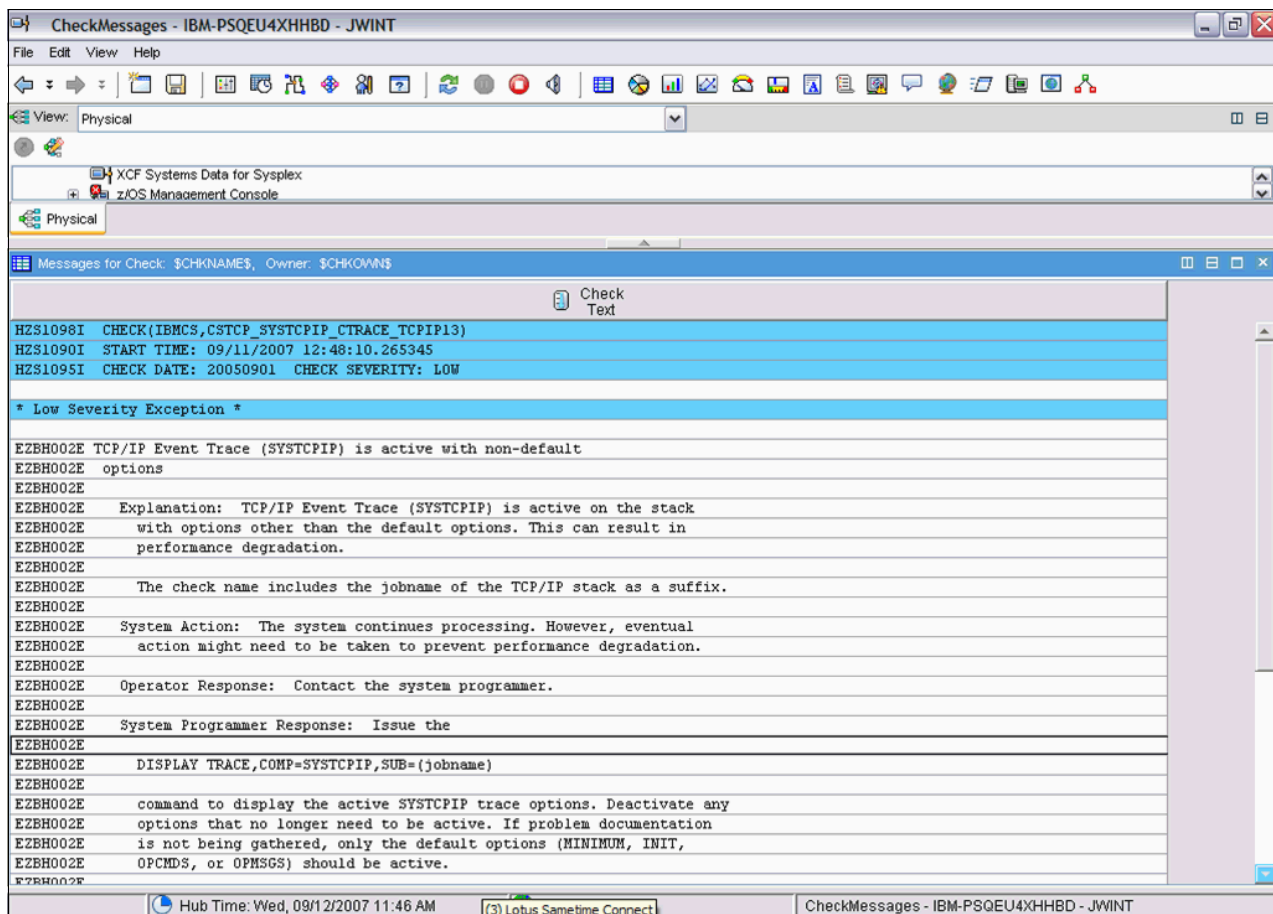 CheckMessages - IBM-PSQEU4XHHBD - JWINT
File Edit View Help
View: Physical
XCF Systems Data for Sysplex
z/OS Management Console
Physical
Messages for Check: $CHKNAME$, Owner: $CHKOWN$
Check
Text
HZS1098I CHECK(IBMCS,CSTCP_SYSTCPIP_CTRACE_TCPIP13)
HZS1090I START TIME: 09/11/2007 12:48:10.265345
HZS1095I CHECK DATE: 20050901 CHECK SEVERITY: LOW
* Low Severity Exception *
EZBH002E TCP/IP Event Trace (SYSTCPIP) is active with non-default
EZBH002E options
EZBH002E
EZBH002E Explanation: TCP/IP Event Trace (SYSTCPIP) is active on the stack
EZBH002E with options other than the default options. This can result in
EZBH002E performance degradation.
EZBH002E
EZBH002E The check name includes the jobname of the TCP/IP stack as a suffix.
EZBH002E
EZBH002E System Action: The system continues processing. However, eventual
EZBH002E action might need to be taken to prevent performance degradation.
EZBH002E
EZBH002E Operator Response: Contact the system programmer.
EZBH002E
EZBH002E System Programmer Response: Issue the
EZBH002E
EZBH002E DISPLAY TRACE,COMP=SYSTCPIP,SUB=(jobname)
EZBH002E
EZBH002E command to display the active SYSTCPIP trace options. Deactivate any
EZBH002E options that no longer need to be active. If problem documentation
EZBH002E is not being gathered, only the default options (MINIMUM, INIT,
EZBH002E OPCMDS, or OPMSGS) should be active.
EZBH002E
Hub Time: Wed, 09/12/2007 11:46 AM
(3) Lotus Sametime Connect
CheckMessages - IBM-PSQEU4XHHBD - JWINT